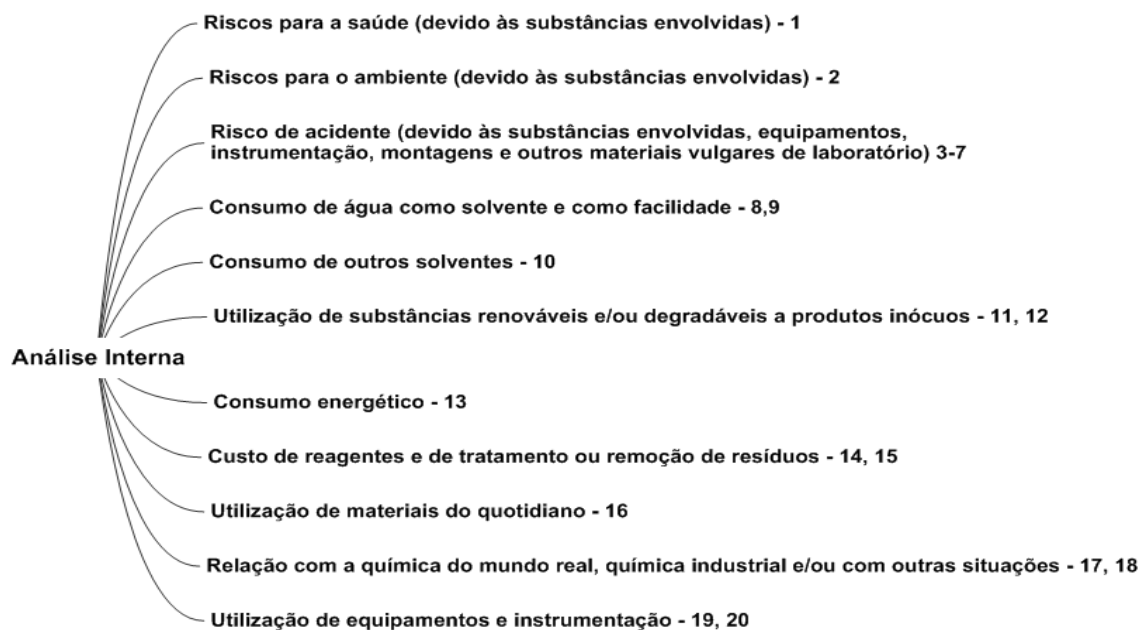 Riscos para a saúde (devido às substâncias envolvidas) - 1
Riscos para o ambiente (devido às substâncias envolvidas) - 2
Risco de acidente (devido às substâncias envolvidas, equipamentos,
instrumentação, montagens e outros materiais vulgares de laboratório) 3-7
Consumo de água como solvente e como facilidade - 8,9
Consumo de outros solventes - 10
Utilização de substâncias renováveis e/ou degradáveis a produtos inócuos - 11, 12
Análise Interna
Consumo energético - 13
Custo de reagentes e de tratamento ou remoção de resíduos - 14, 15
Utilização de materiais do quotidiano - 16
Relação com a química do mundo real, química industrial e/ou com outras situações - 17, 18
Utilização de equipamentos e instrumentação - 19, 20